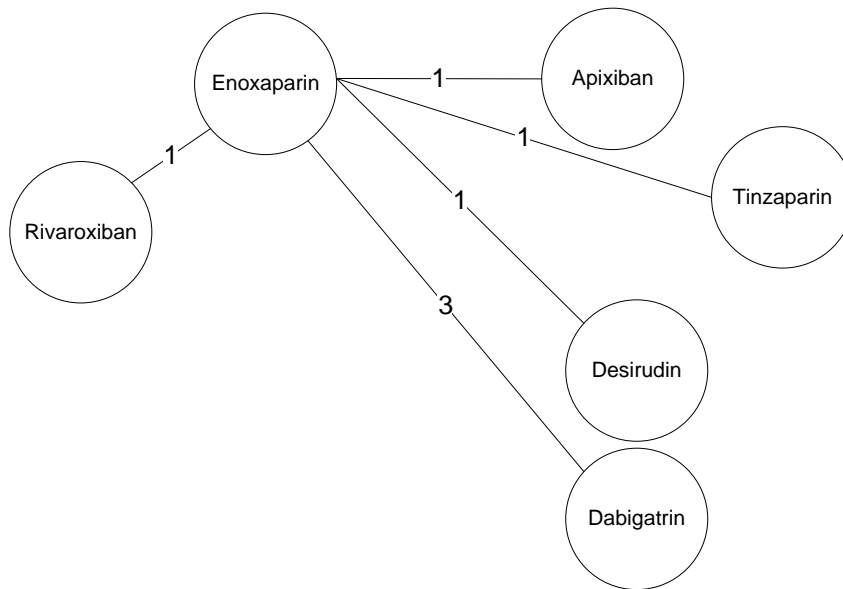 Enoxaparin
1
Apixiban
1
Tinzaparin
1
Rivaroxiban
1
3
Desirudin
Dabigatrin